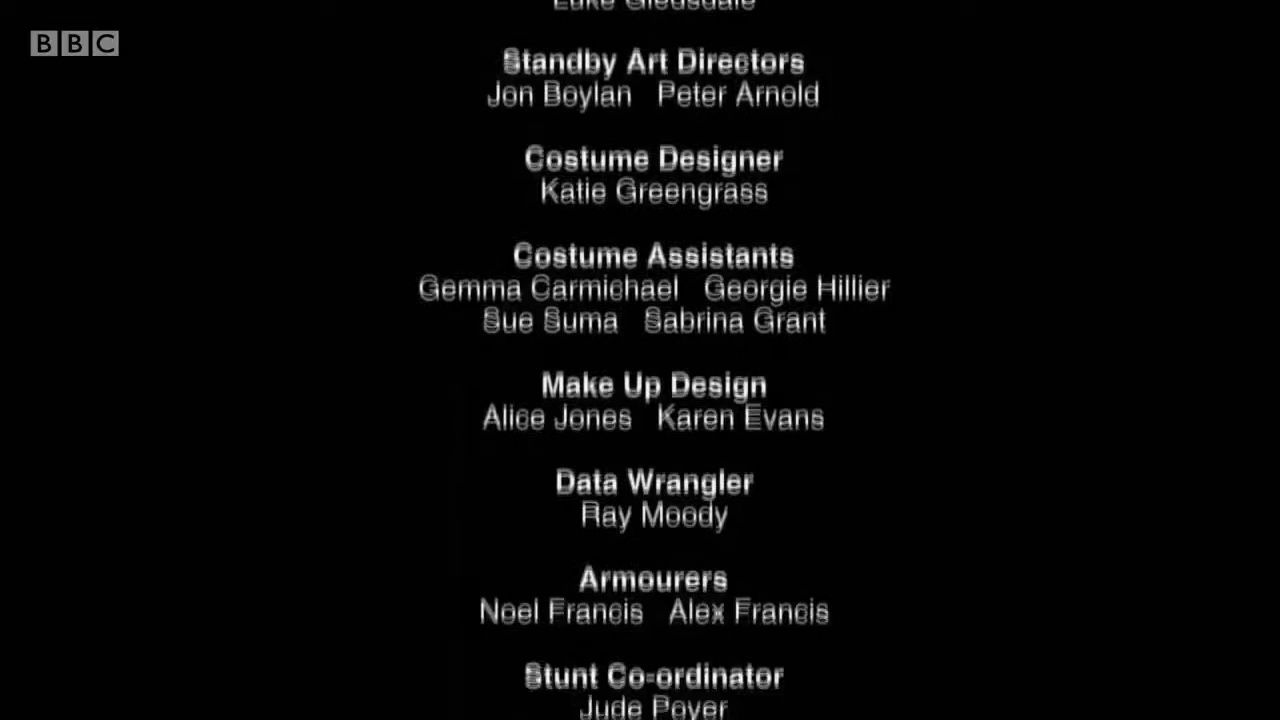 BBC
Luke Gledsdale
Standby Art Directors
Jon Boylan Peter Arnold
Costume Designer
Katie Greengrass
Costume Assistants
Gemma Carmichael Georgie Hillier
Sue Suma Sabrina Grant
Make Up Design
Alice Jones Karen Evans
Data Wrangler
Ray Moody
Armourers
Noel Francis Alex Francis
Stunt Co-ordinator
Jude Poyer